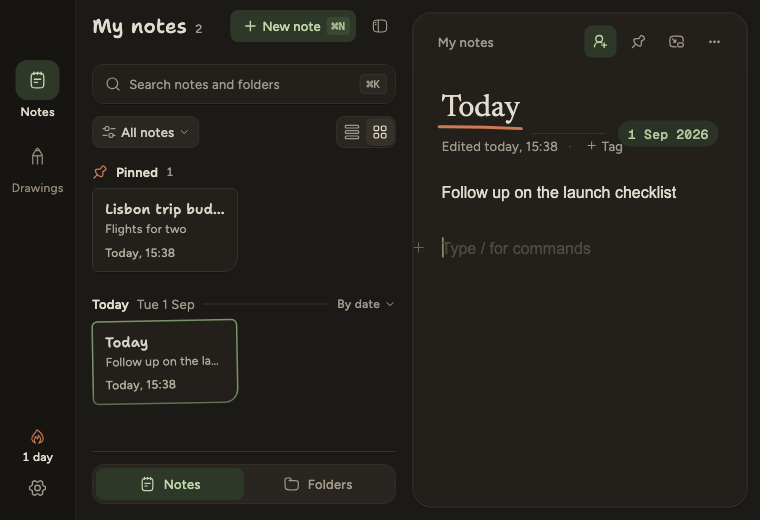 Notes
Drawings
1 day
My notes 2
New note ⌘N
Search notes and folders ⌘K
All notes
Pinned 1
Lisbon trip bud...
Flights for two
Today, 15:38
Today Tue 1 Sep By date
Today
Follow up on the la...
Today, 15:38
Notes Folders
My notes
Today
1 Sep 2026
Edited today, 15:38 · + Tag
Follow up on the launch checklist
Type / for commands